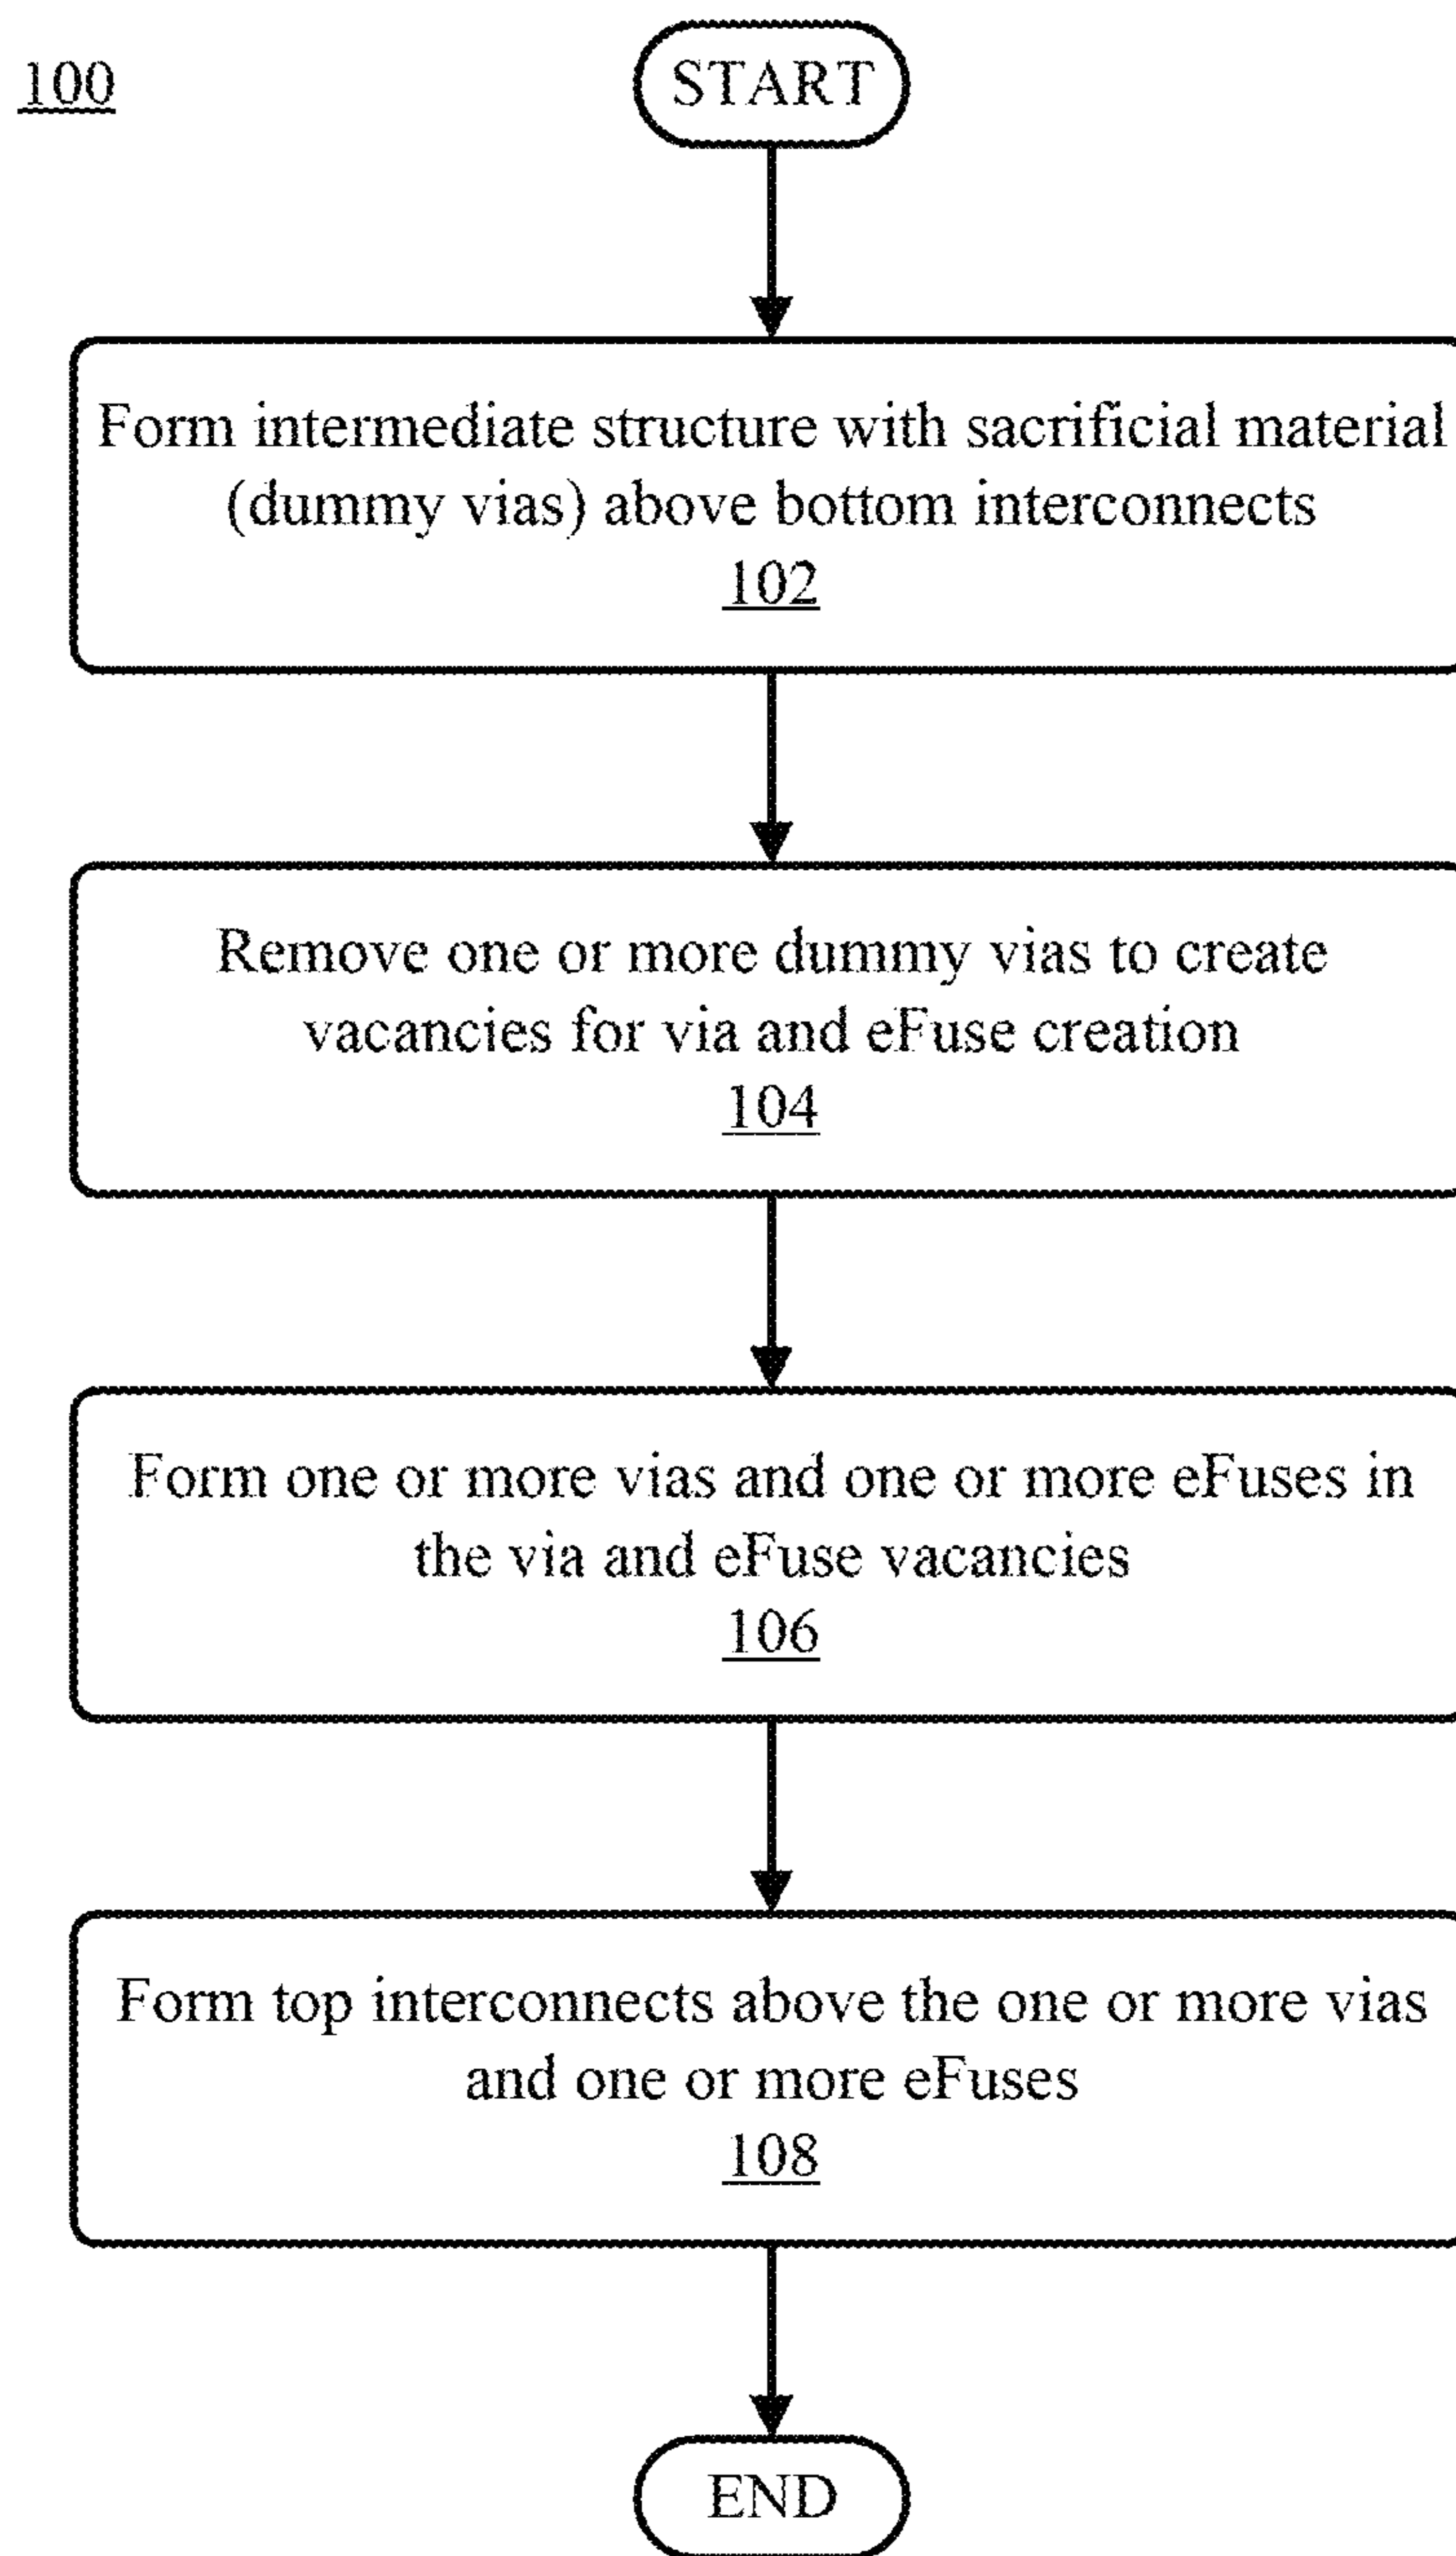 100
START
Form intermediate structure with sacrificial material
(dummy vias) above bottom interconnects
102
Remove one or more dummy vias to create
vacancies for via and eFuse creation
104
Form one or more vias and one or more eFuses in
the via and eFuse vacancies
106
Form top interconnects above the one or more vias
and one or more eFuses
108
END